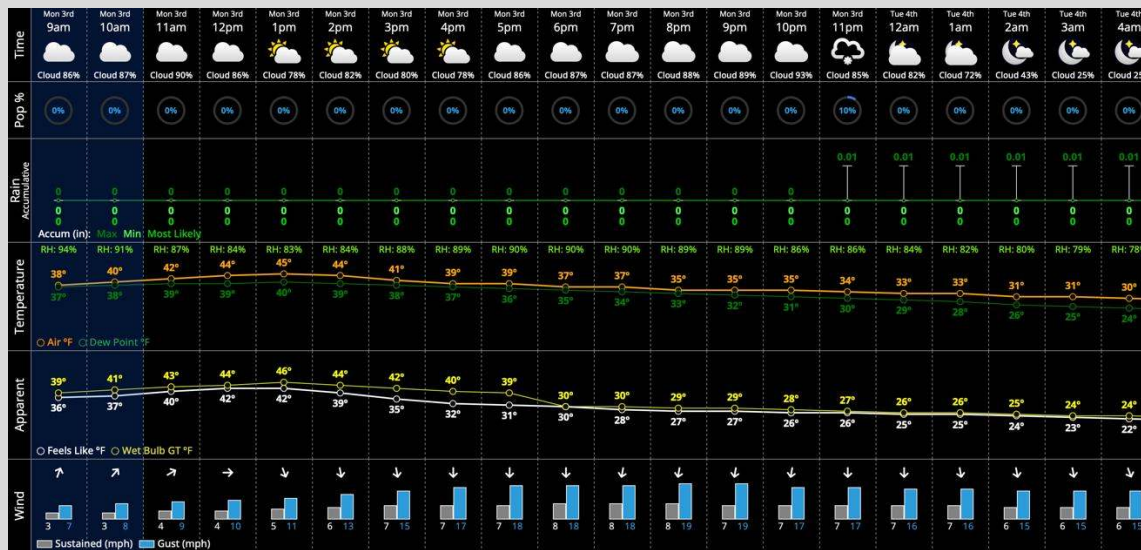 Time
Mon 3rd Mon 3rd Mon 3rd Mon 3rd Mon 3rd Mon 3rd Mon 3rd Mon 3rd Mon 3rd Mon 3rd Mon 3rd Mon 3rd Mon 3rd Mon 3rd Mon 3rd Tue 4th Tue 4th Tue 4th Tue 4th Tue 4th
9am 10am 11am 12pm 1pm 2pm 3pm 4pm 5pm 6pm 7pm 8pm 9pm 10pm 11pm 12am 1am 2am 3am 4am
Cloud 86% Cloud 87% Cloud 90% Cloud 86% Cloud 78% Cloud 82% Cloud 80% Cloud 78% Cloud 86% Cloud 87% Cloud 87% Cloud 88% Cloud 89% Cloud 93% Cloud 85% Cloud 82% Cloud 72% Cloud 43% Cloud 25% Cloud
Pop %
0% 0% 0% 0% 0% 0% 0% 0% 0% 0% 0% 0% 0% 0% 10% 0% 0% 0% 0% 0%
Rain
Accumulative
0.01 0.01 0.01 0.01 0.01 0.01
0 0 0 0 0 0 0 0 0 0 0 0 0 0
0 0 0 0 0 0 0 0 0 0 0 0 0 0 0 0 0 0 0 0
0 0 0 0 0 0 0 0 0 0 0 0 0 0 0 0 0 0 0 0
Accum (in): Max Min Most Likely
Temperature
RH: 94% RH: 91% RH: 87% RH: 84% RH: 83% RH: 84% RH: 88% RH: 89% RH: 90% RH: 90% RH: 90% RH: 89% RH: 89% RH: 86% RH: 86% RH: 84% RH: 82% RH: 80% RH: 79% RH: 78%
38° 40° 42° 44° 45° 44° 41° 39° 39° 37° 37° 35° 35° 35° 34° 33° 33° 31° 31° 30°
37° 38° 39° 39° 40° 39° 38° 37° 36° 35° 34° 33° 32° 31° 30° 29° 28° 26° 25° 24°
Air °F Dew Point °F
Apparent
39° 41° 43° 44° 46° 44° 42° 40° 39° 30° 30° 29° 29° 28° 27° 26° 26° 25° 24° 24°
36° 37° 40° 42° 42° 39° 35° 32° 31° 30° 28° 27° 27° 26° 26° 25° 25° 24° 23° 22°
Feels Like °F Wet Bulb GT °F
Wind
3 7 3 8 4 9 4 10 5 11 6 13 7 15 7 17 7 18 8 18 8 18 8 19 8 19 7 17 7 17 7 16 7 16 6 15 6 15 6 15
Sustained (mph) Gust (mph)